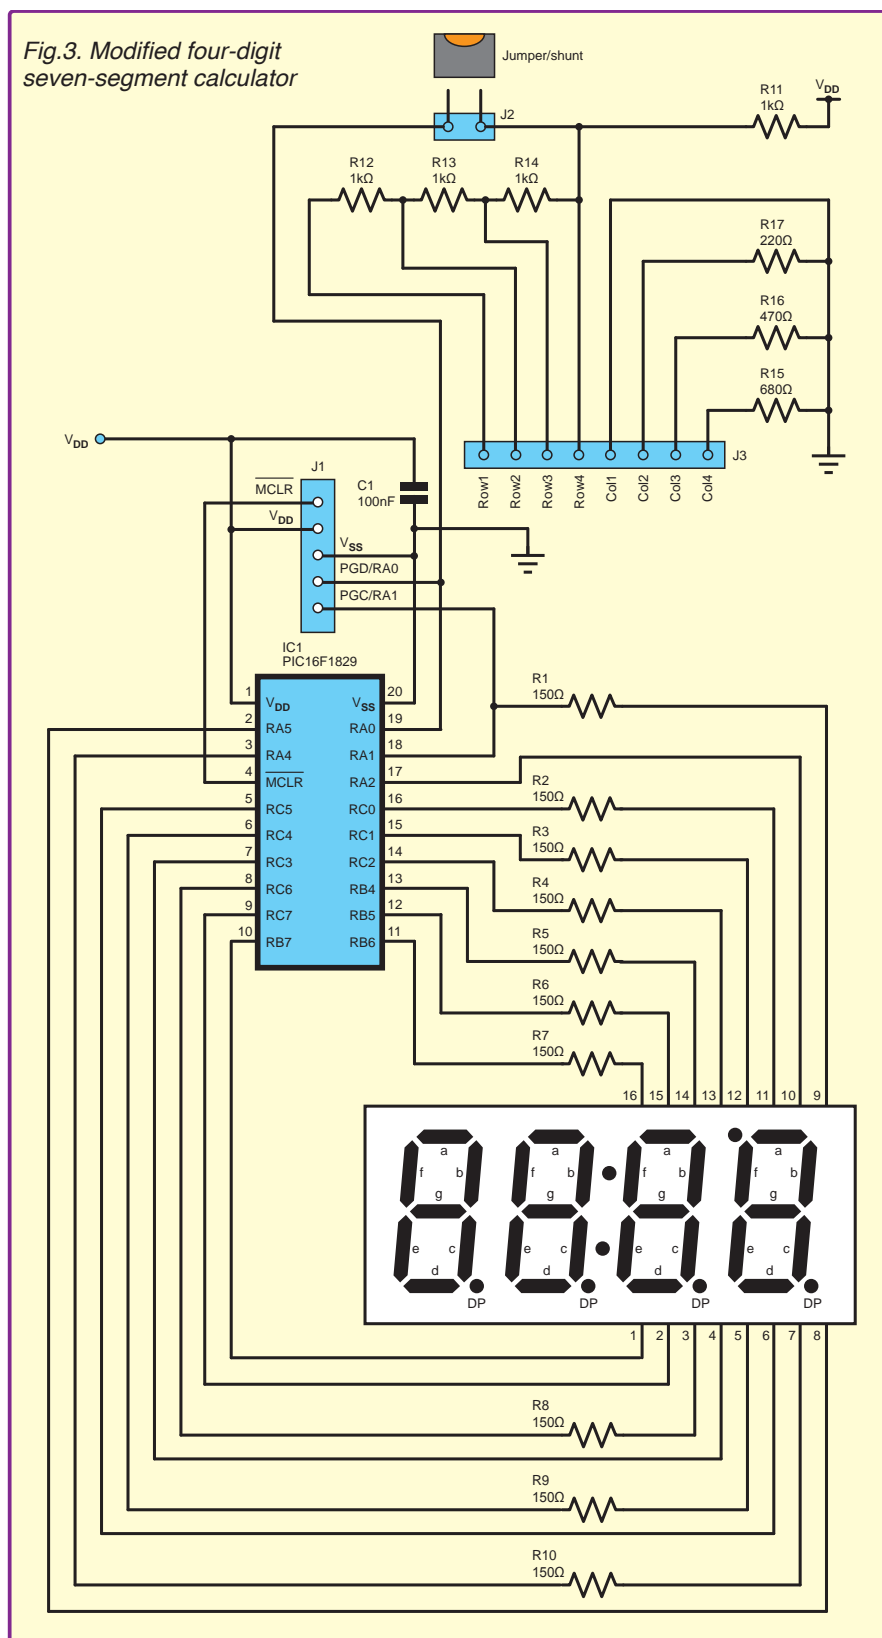 Fig.3. Modified four-digit
seven-segment calculator
Jumper/shunt
J2
R11
1kΩ
VDD
R12
1kΩ
R13
1kΩ
R14
1kΩ
R17
220Ω
R16
470Ω
R15
680Ω
VDD
J3
Row1
Row2
Row3
Row4
Col1
Col2
Col3
Col4
J1
MCLR
VDD
VSS
PGD/RA0
PGC/RA1
C1
100nF
IC1
PIC16F1829
1 VDD VSS 20
2 RA5 RA0 19
3 RA4 RA1 18
4 MCLR RA2 17
5 RC5 RC0 16
6 RC4 RC1 15
7 RC3 RC2 14
8 RC6 RB4 13
9 RC7 RB5 12
10 RB7 RB6 11
R1
150Ω
R2
150Ω
R3
150Ω
R4
150Ω
R5
150Ω
R6
150Ω
R7
150Ω
16 15 14 13 12 11 10 9
a a a a
f b f b f b f b
g g g g
e c e c e c e c
d d d d
DP DP DP DP
1 2 3 4 5 6 7 8
R8
150Ω
R9
150Ω
R10
150Ω